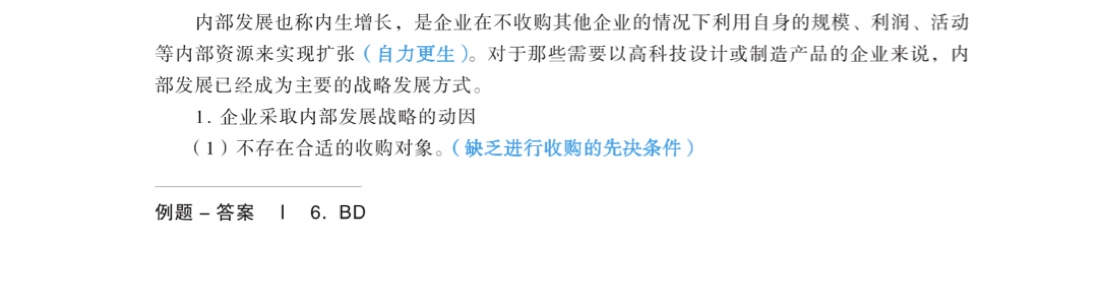 内部发展也称内生增长，是企业在不收购其他企业的情况下利用自身的规模、利润、活动
等内部资源来实现扩张（自力更生）。对于那些需要以高科技设计或制造产品的企业来说，内
部发展已经成为主要的战略发展方式。
1. 企业采取内部发展战略的动因
（1）不存在合适的收购对象。（缺乏进行收购的先决条件）
例题 – 答案 | 6. BD